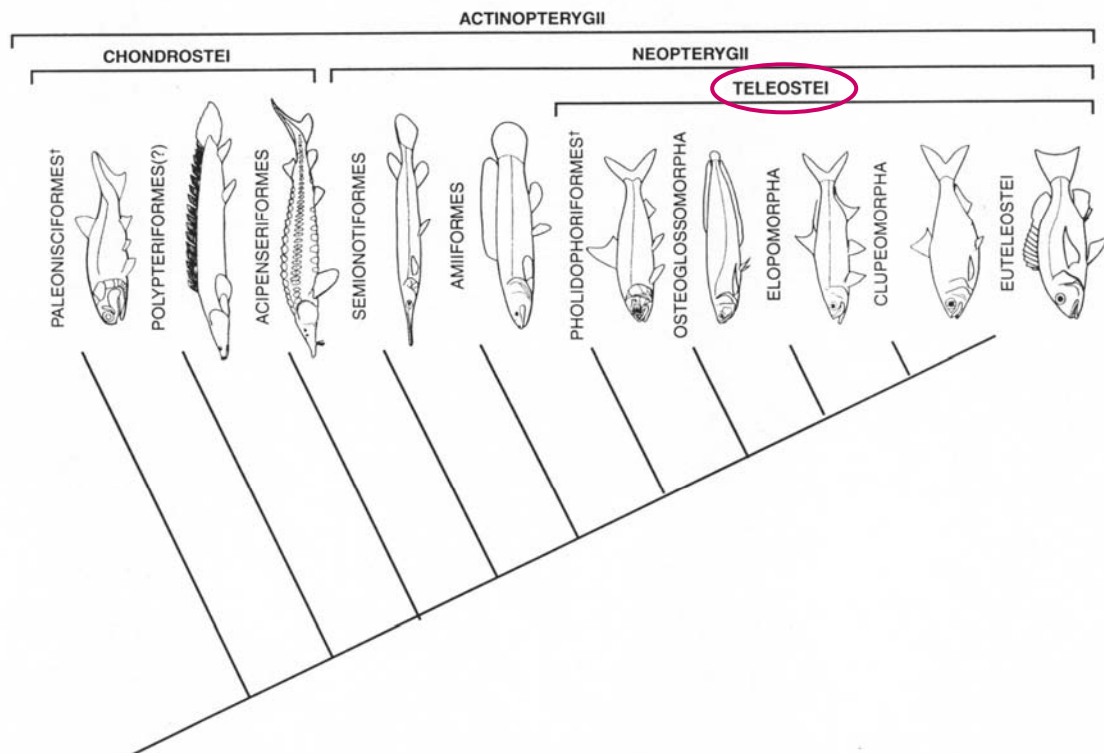 ACTINOPTERYGII
CHONDROSTEI
NEOPTERYGII
TELEOSTEI
PALEONISCIFORMES†
POLYPTERIFORMES(?)
ACIPENSERIFORMES
SEMIONOTIFORMES
AMIIFORMES
PHOLIDOPHORIFORMES†
OSTEOGLOSSOMORPHA
ELOPOMORPHA
CLUPEOMORPHA
EUTELEOSTEI